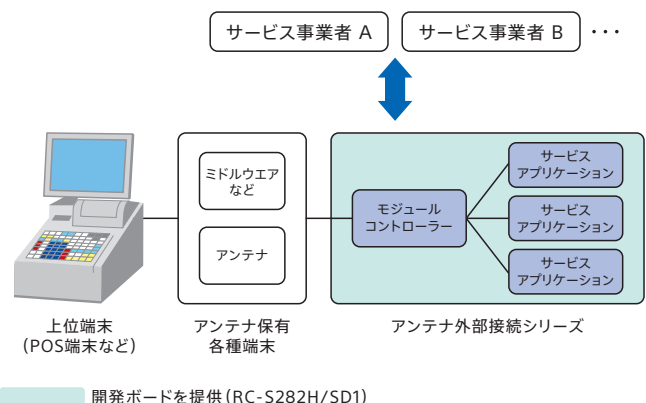 サービス事業者 A
サービス事業者 B
・・・
ミドルウエア
など
アンテナ
モジュール
コントローラー
サービス
アプリケーション
サービス
アプリケーション
サービス
アプリケーション
上位端末
(POS端末など)
アンテナ保有
各種端末
アンテナ外部接続シリーズ
開発ボードを提供(RC-S282H/SD1)